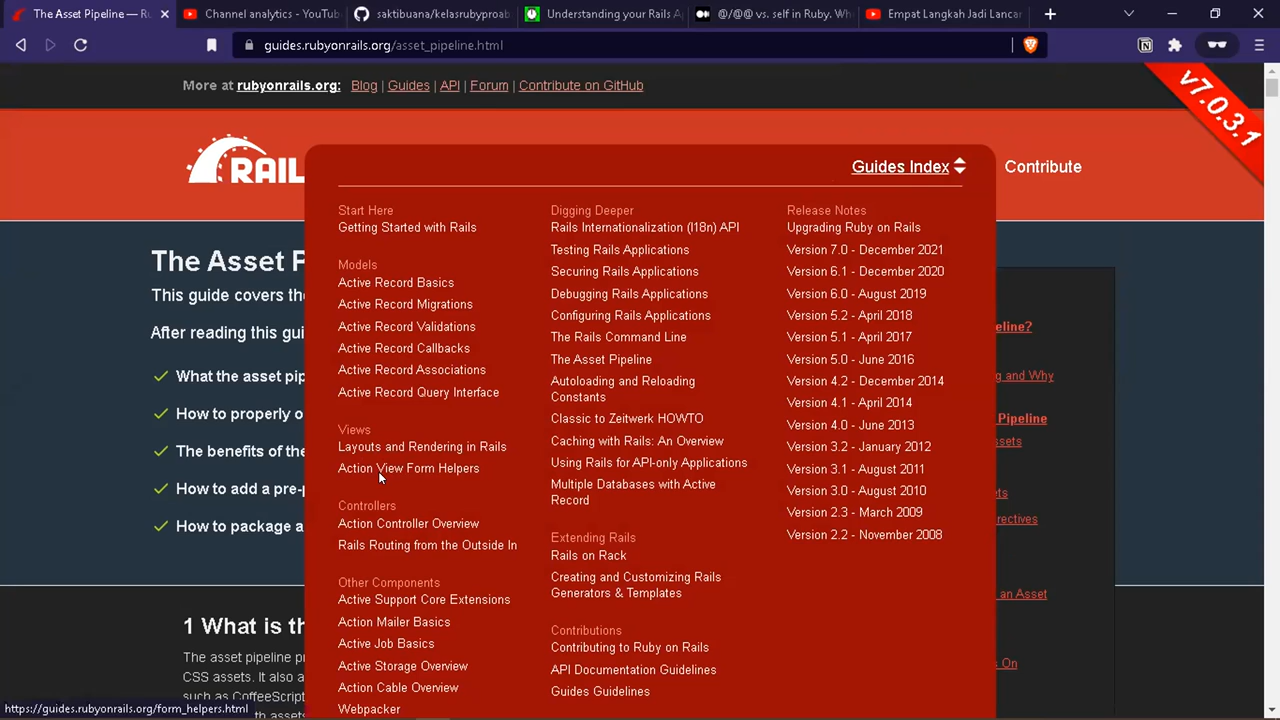 The Asset Pipeline —
Channel analytics - YouTub
saktibuana/kelasrubyproab
Understanding your Rails A
@/@@ vs. self in Ruby. Wh
Empat Langkah Jadi Lancar
guides.rubyonrails.org/asset_pipeline.html
More at rubyonrails.org: Blog | Guides | API | Forum | Contribute on GitHub
v7.0.3.1
RAIL
Guides Index
Contribute
Start Here
Getting Started with Rails
Models
Active Record Basics
Active Record Migrations
Active Record Validations
Active Record Callbacks
Active Record Associations
Active Record Query Interface
Views
Layouts and Rendering in Rails
Action View Form Helpers
Controllers
Action Controller Overview
Rails Routing from the Outside In
Other Components
Active Support Core Extensions
Action Mailer Basics
Active Job Basics
Active Storage Overview
Action Cable Overview
Webpacker
Digging Deeper
Rails Internationalization (I18n) API
Testing Rails Applications
Securing Rails Applications
Debugging Rails Applications
Configuring Rails Applications
The Rails Command Line
The Asset Pipeline
Autoloading and Reloading
Constants
Classic to Zeitwerk HOWTO
Caching with Rails: An Overview
Using Rails for API-only Applications
Multiple Databases with Active
Record
Extending Rails
Rails on Rack
Creating and Customizing Rails
Generators & Templates
Contributions
Contributing to Ruby on Rails
API Documentation Guidelines
Guides Guidelines
Release Notes
Upgrading Ruby on Rails
Version 7.0 - December 2021
Version 6.1 - December 2020
Version 6.0 - August 2019
Version 5.2 - April 2018
Version 5.1 - April 2017
Version 5.0 - June 2016
Version 4.2 - December 2014
Version 4.1 - April 2014
Version 4.0 - June 2013
Version 3.2 - January 2012
Version 3.1 - August 2011
Version 3.0 - August 2010
Version 2.3 - March 2009
Version 2.2 - November 2008
The Asset P
This guide covers the
After reading this gui
What the asset pip
How to properly o
The benefits of the
How to add a pre-p
How to package a
1 What is th
The asset pipeline p
CSS assets. It also a
such as CoffeeScrip
eline?
g and Why
Pipeline
ssets
ts
irectives
an Asset
s On
https://guides.rubyonrails.org/form_helpers.html